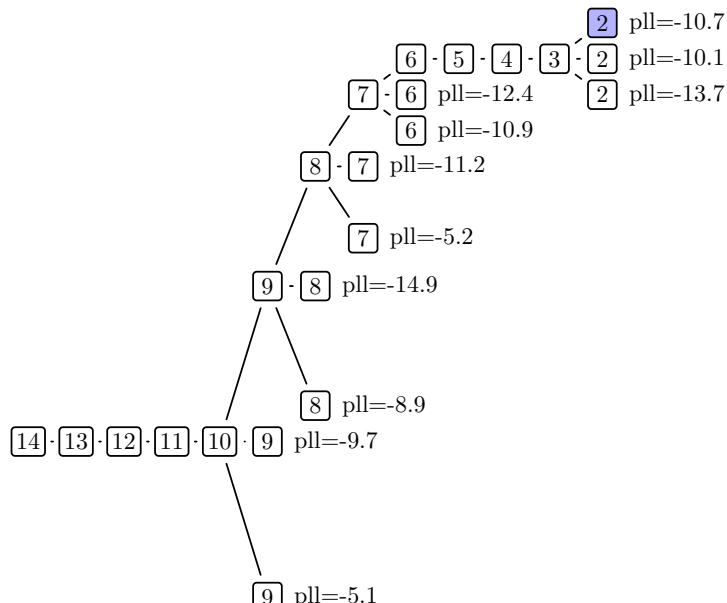 2 pll=-10.7
6 5 4 3 2 pll=-10.1
7 6 pll=-12.4 2 pll=-13.7
6 pll=-10.9
8 7 pll=-11.2
7 pll=-5.2
9 8 pll=-14.9
8 pll=-8.9
14 13 12 11 10 9 pll=-9.7
9 pll=-5.1